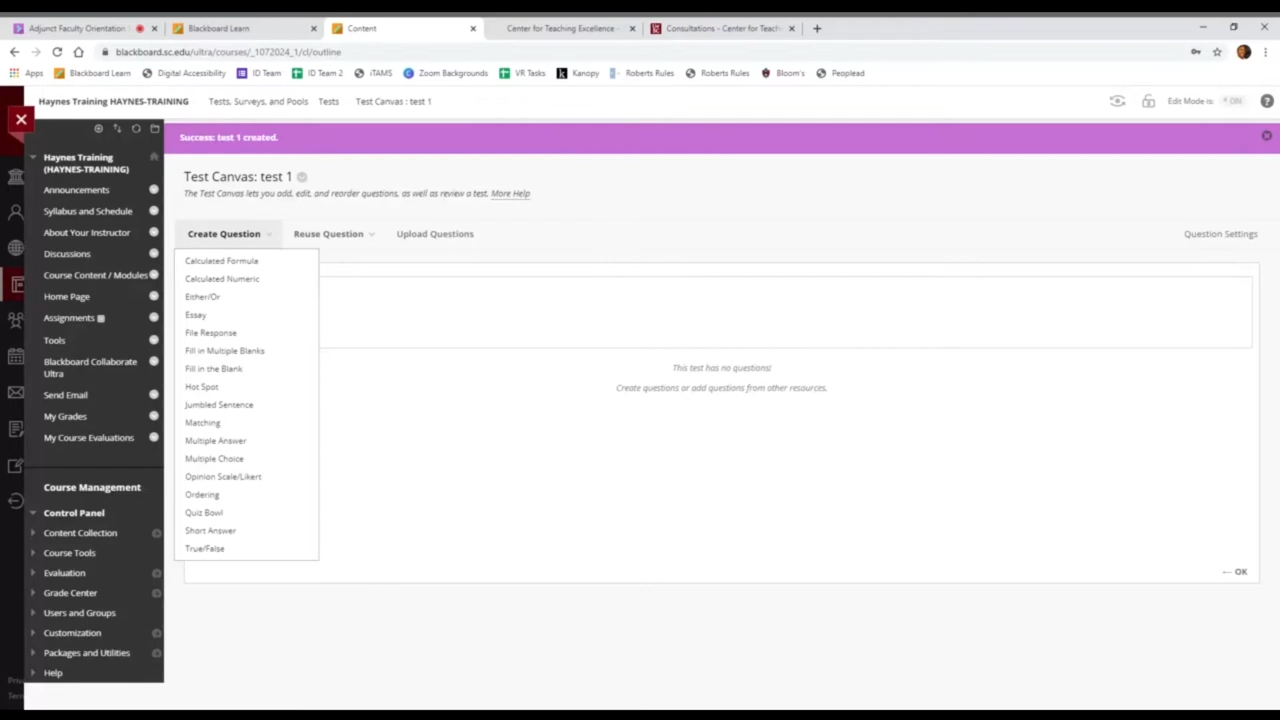 Adjunct Faculty Orientation
Blackboard Learn
Content
Center for Teaching Excellence
Consultations - Center for Teach
blackboard.sc.edu/ultra/courses/_1072024_1/cl/outline
Apps
Blackboard Learn
Digital Accessibility
ID Team
ID Team 2
iTAMS
Zoom Backgrounds
VR Tasks
Kanopy
Roberts Rules
Roberts Rules
Bloom's
Peoplead
Haynes Training HAYNES-TRAINING
Tests, Surveys, and Pools
Tests
Test Canvas : test 1
Edit Mode is:
ON
Success: test 1 created.
Haynes Training
(HAYNES-TRAINING)
Announcements
Syllabus and Schedule
About Your Instructor
Discussions
Course Content / Modules
Home Page
Assignments
Tools
Blackboard Collaborate
Ultra
Send Email
My Grades
My Course Evaluations
Course Management
Control Panel
Content Collection
Course Tools
Evaluation
Grade Center
Users and Groups
Customization
Packages and Utilities
Help
Test Canvas: test 1
The Test Canvas lets you add, edit, and reorder questions, as well as review a test. More Help
Create Question
Reuse Question
Upload Questions
Question Settings
Calculated Formula
Calculated Numeric
Either/Or
Essay
File Response
Fill in Multiple Blanks
Fill in the Blank
Hot Spot
Jumbled Sentence
Matching
Multiple Answer
Multiple Choice
Opinion Scale/Likert
Ordering
Quiz Bowl
Short Answer
True/False
This test has no questions!
Create questions or add questions from other resources.
← OK